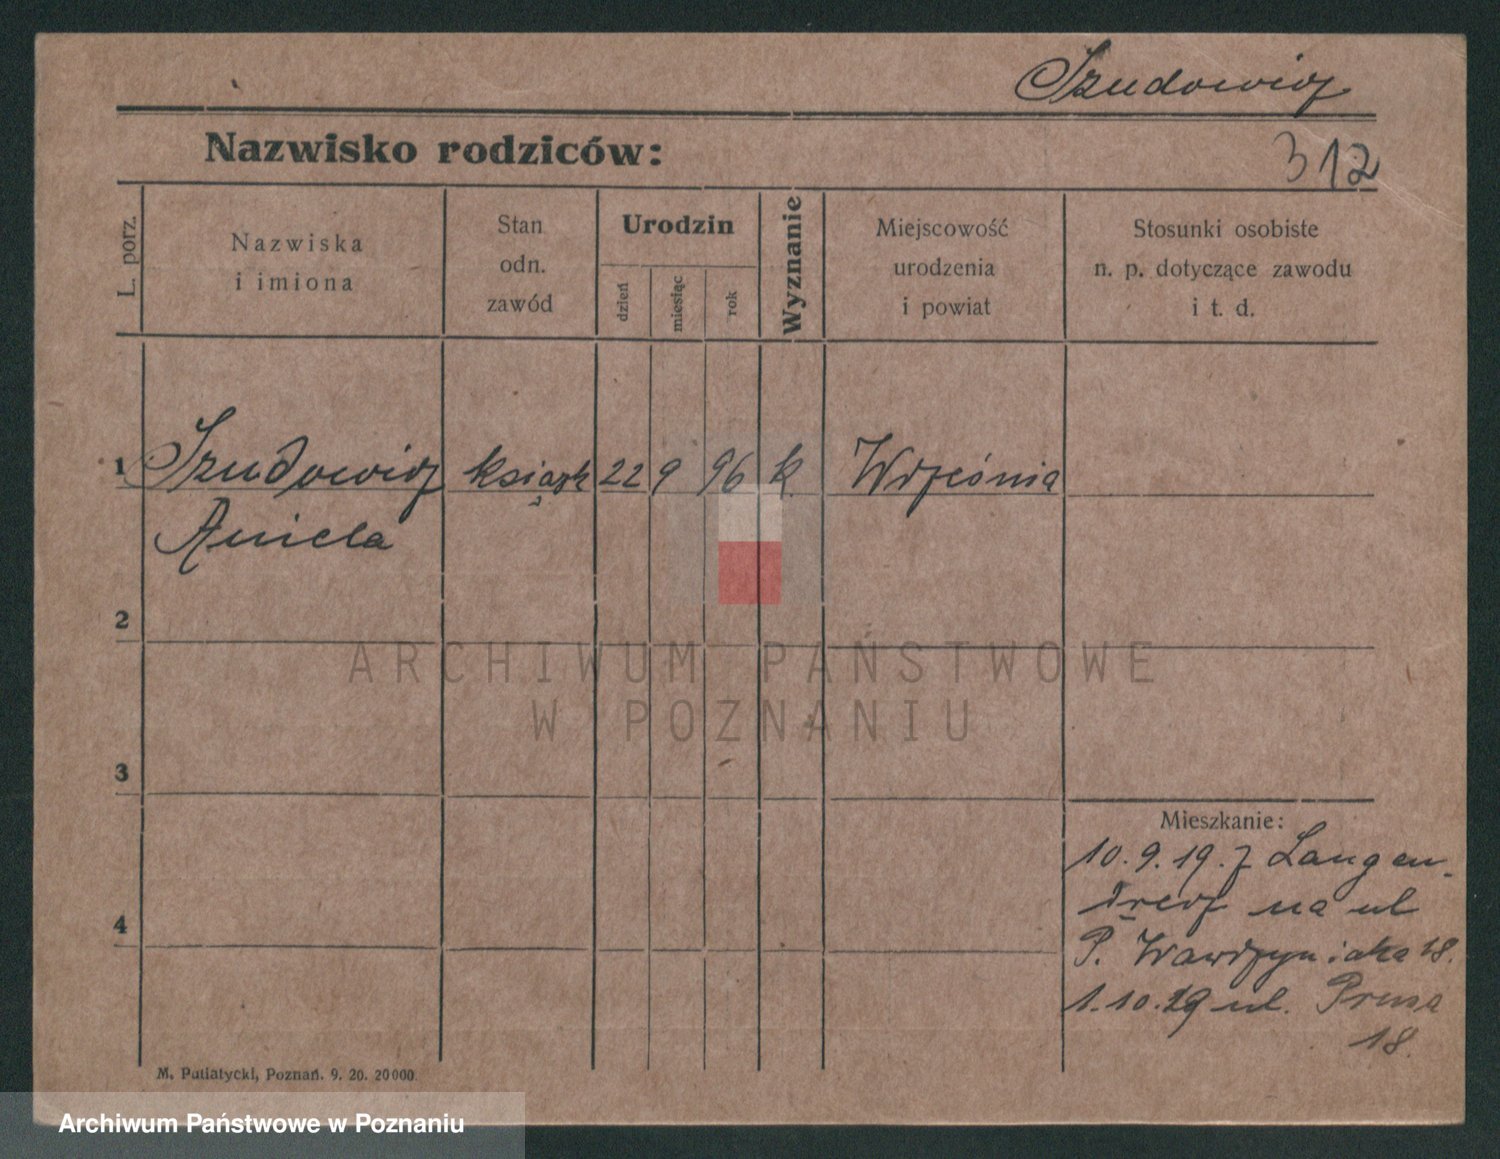 Szudowicz
Nazwisko rodziców:
312
L. porz.
Nazwiska
i imiona
Stan
odn.
zawód
Urodzin
dzień
miesiąc
rok
Wyznanie
Miejscowość
urodzenia
i powiat
Stosunki osobiste
n. p. dotyczące zawodu
i t. d.
1 Szudowicz książk 22 9 96 k. Września
Aniela
2
3
4
ARCHIWUM PAŃSTWOWE
W POZNANIU
Mieszkanie:
10.9.19. z Langen-
dreer na ul
P. Wawrzyniaka 18.
1.10.19 ul. Prusa
18.
M. Putiatycki, Poznań. 9. 20. 20000.
Archiwum Państwowe w Poznaniu